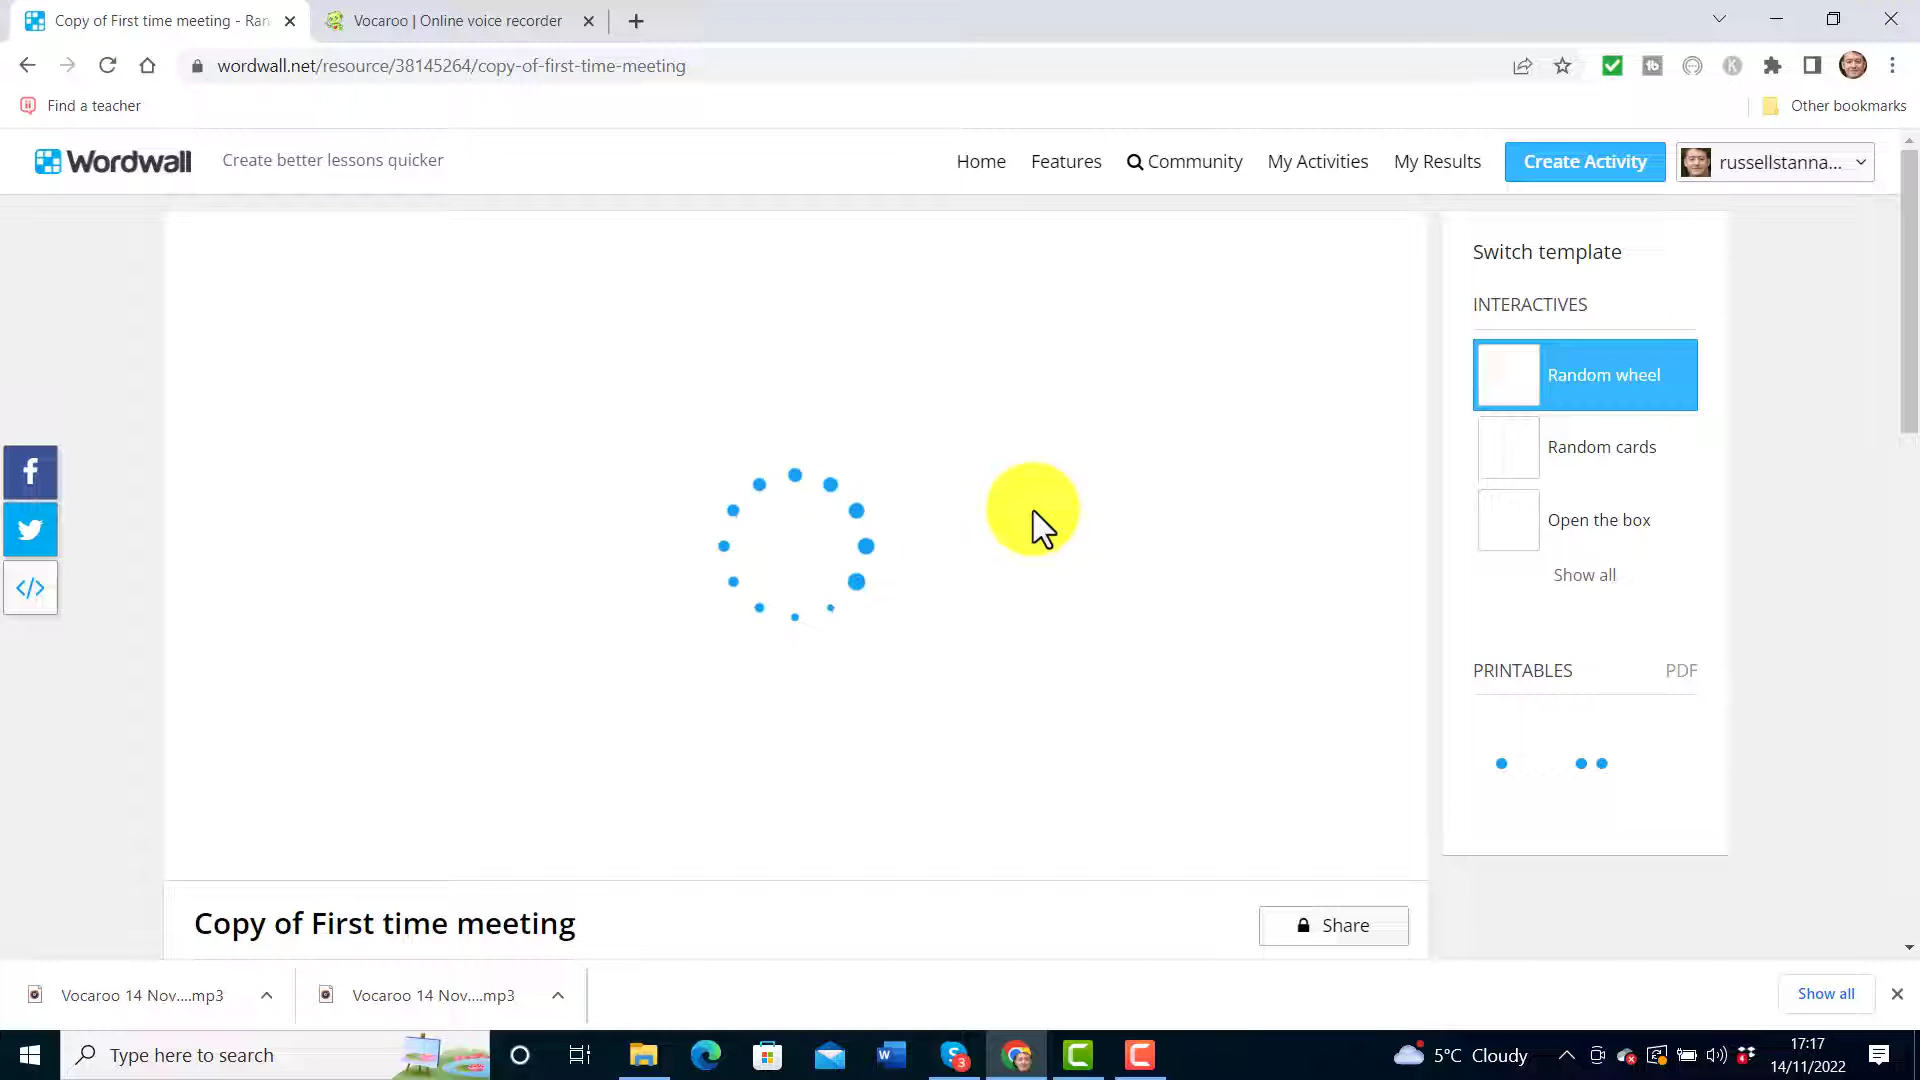 Copy of First time meeting - Ran
Vocaroo | Online voice recorder
wordwall.net/resource/38145264/copy-of-first-time-meeting
Find a teacher
Other bookmarks
Wordwall
Create better lessons quicker
Home
Features
Community
My Activities
My Results
Create Activity
russellstanna...
Switch template
INTERACTIVES
Random wheel
Random cards
Open the box
Show all
PRINTABLES
PDF
Copy of First time meeting
Share
Vocaroo 14 Nov....mp3
Vocaroo 14 Nov....mp3
Show all
Type here to search
5°C Cloudy
17:17
14/11/2022